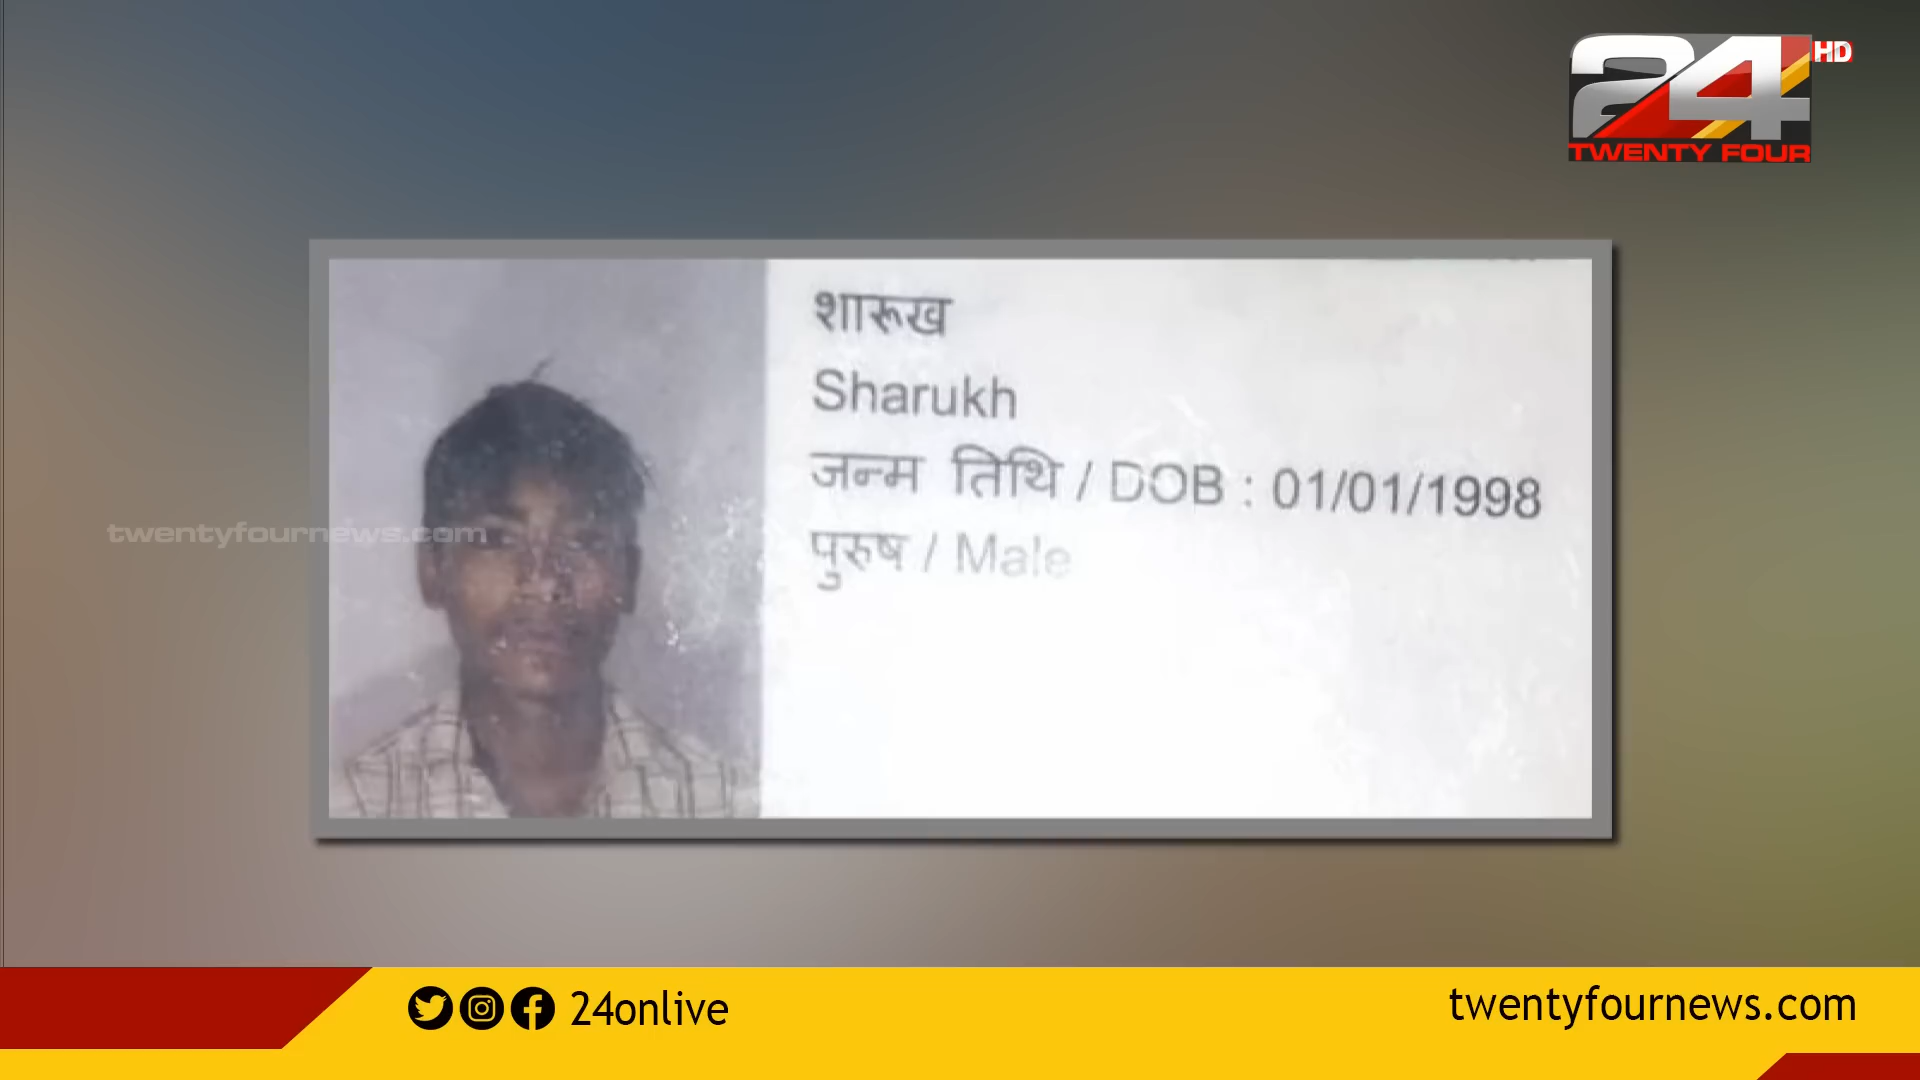 24 HD
TWENTY FOUR
शारूख
Sharukh
जन्म तिथि / DOB : 01/01/1998
पुरुष / Male
twentyfournews.com
24onlive
twentyfournews.com